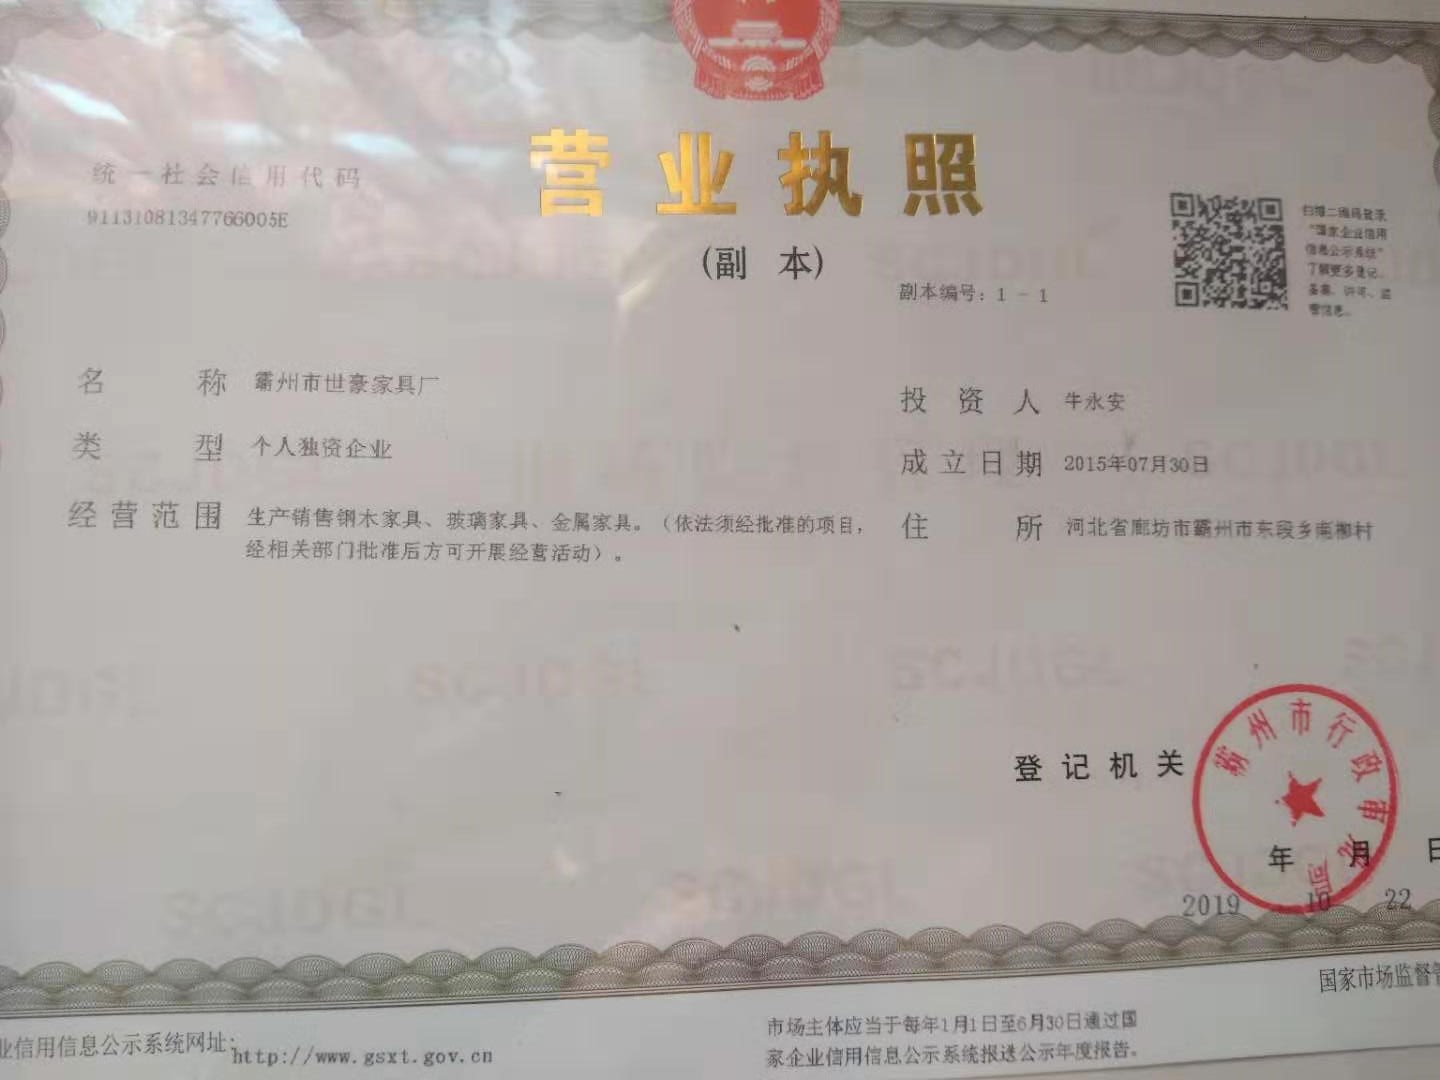 营业执照
(副 本)
统一社会信用代码
91131081347766005E
副本编号：1 - 1
扫描二维码登录
“国家企业信用
信息公示系统”
了解更多登记、
备案、许可、监
管信息。
名 称 霸州市世豪家具厂
类 型 个人独资企业
经营范围 生产销售钢木家具、玻璃家具、金属家具。（依法须经批准的项目，
经相关部门批准后方可开展经营活动）。
投资人 牛永安
成立日期 2015年07月30日
住 所 河北省廊坊市霸州市东段乡南柳村
登记机关
霸州市行政审
局
年 月 日
2019 10 22
业信用信息公示系统网址：http://www.gsxt.gov.cn
市场主体应当于每年1月1日至6月30日通过国
家企业信用信息公示系统报送公示年度报告。
国家市场监督管